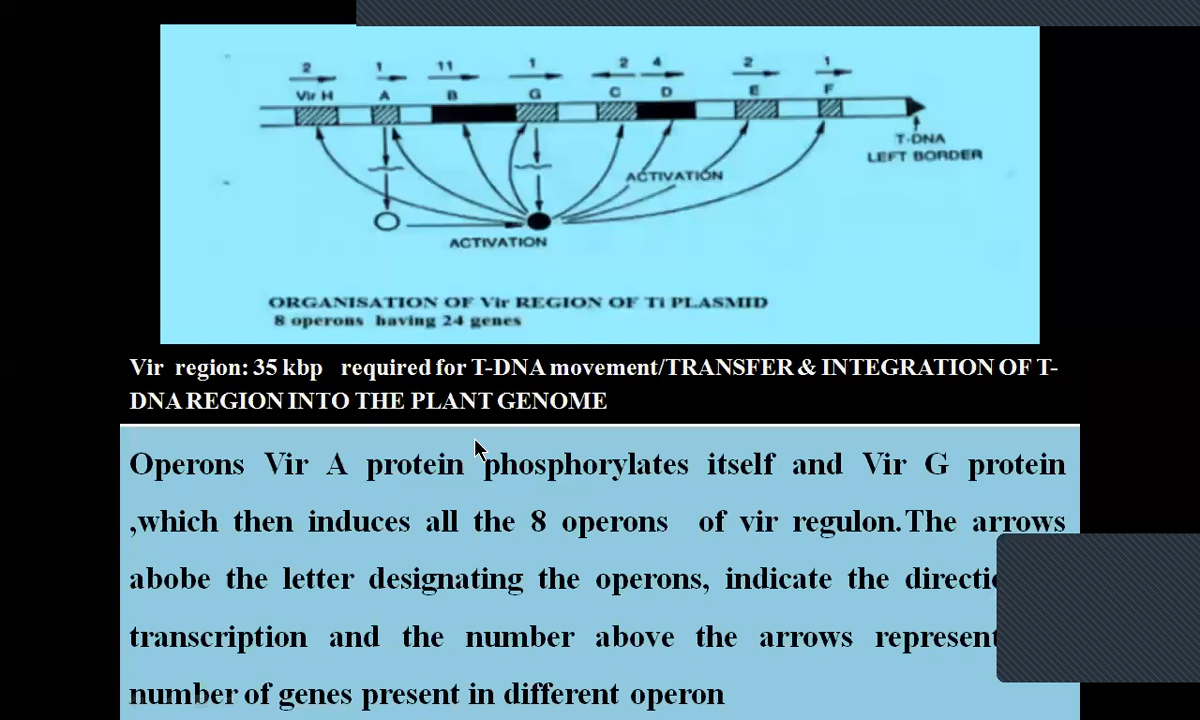 2 1 11 1 2 4 2 1
Vir H A B G C D E F
T-DNA
LEFT BORDER
ACTIVATION
ACTIVATION
ORGANISATION OF Vir REGION OF Ti PLASMID
8 operons having 24 genes
Vir region: 35 kbp required for T-DNA movement/TRANSFER & INTEGRATION OF T-
DNA REGION INTO THE PLANT GENOME
Operons Vir A protein phosphorylates itself and Vir G protein
,which then induces all the 8 operons of vir regulon.The arrows
abobe the letter designating the operons, indicate the
transcription and the number above the arrows
number of genes present in different operon